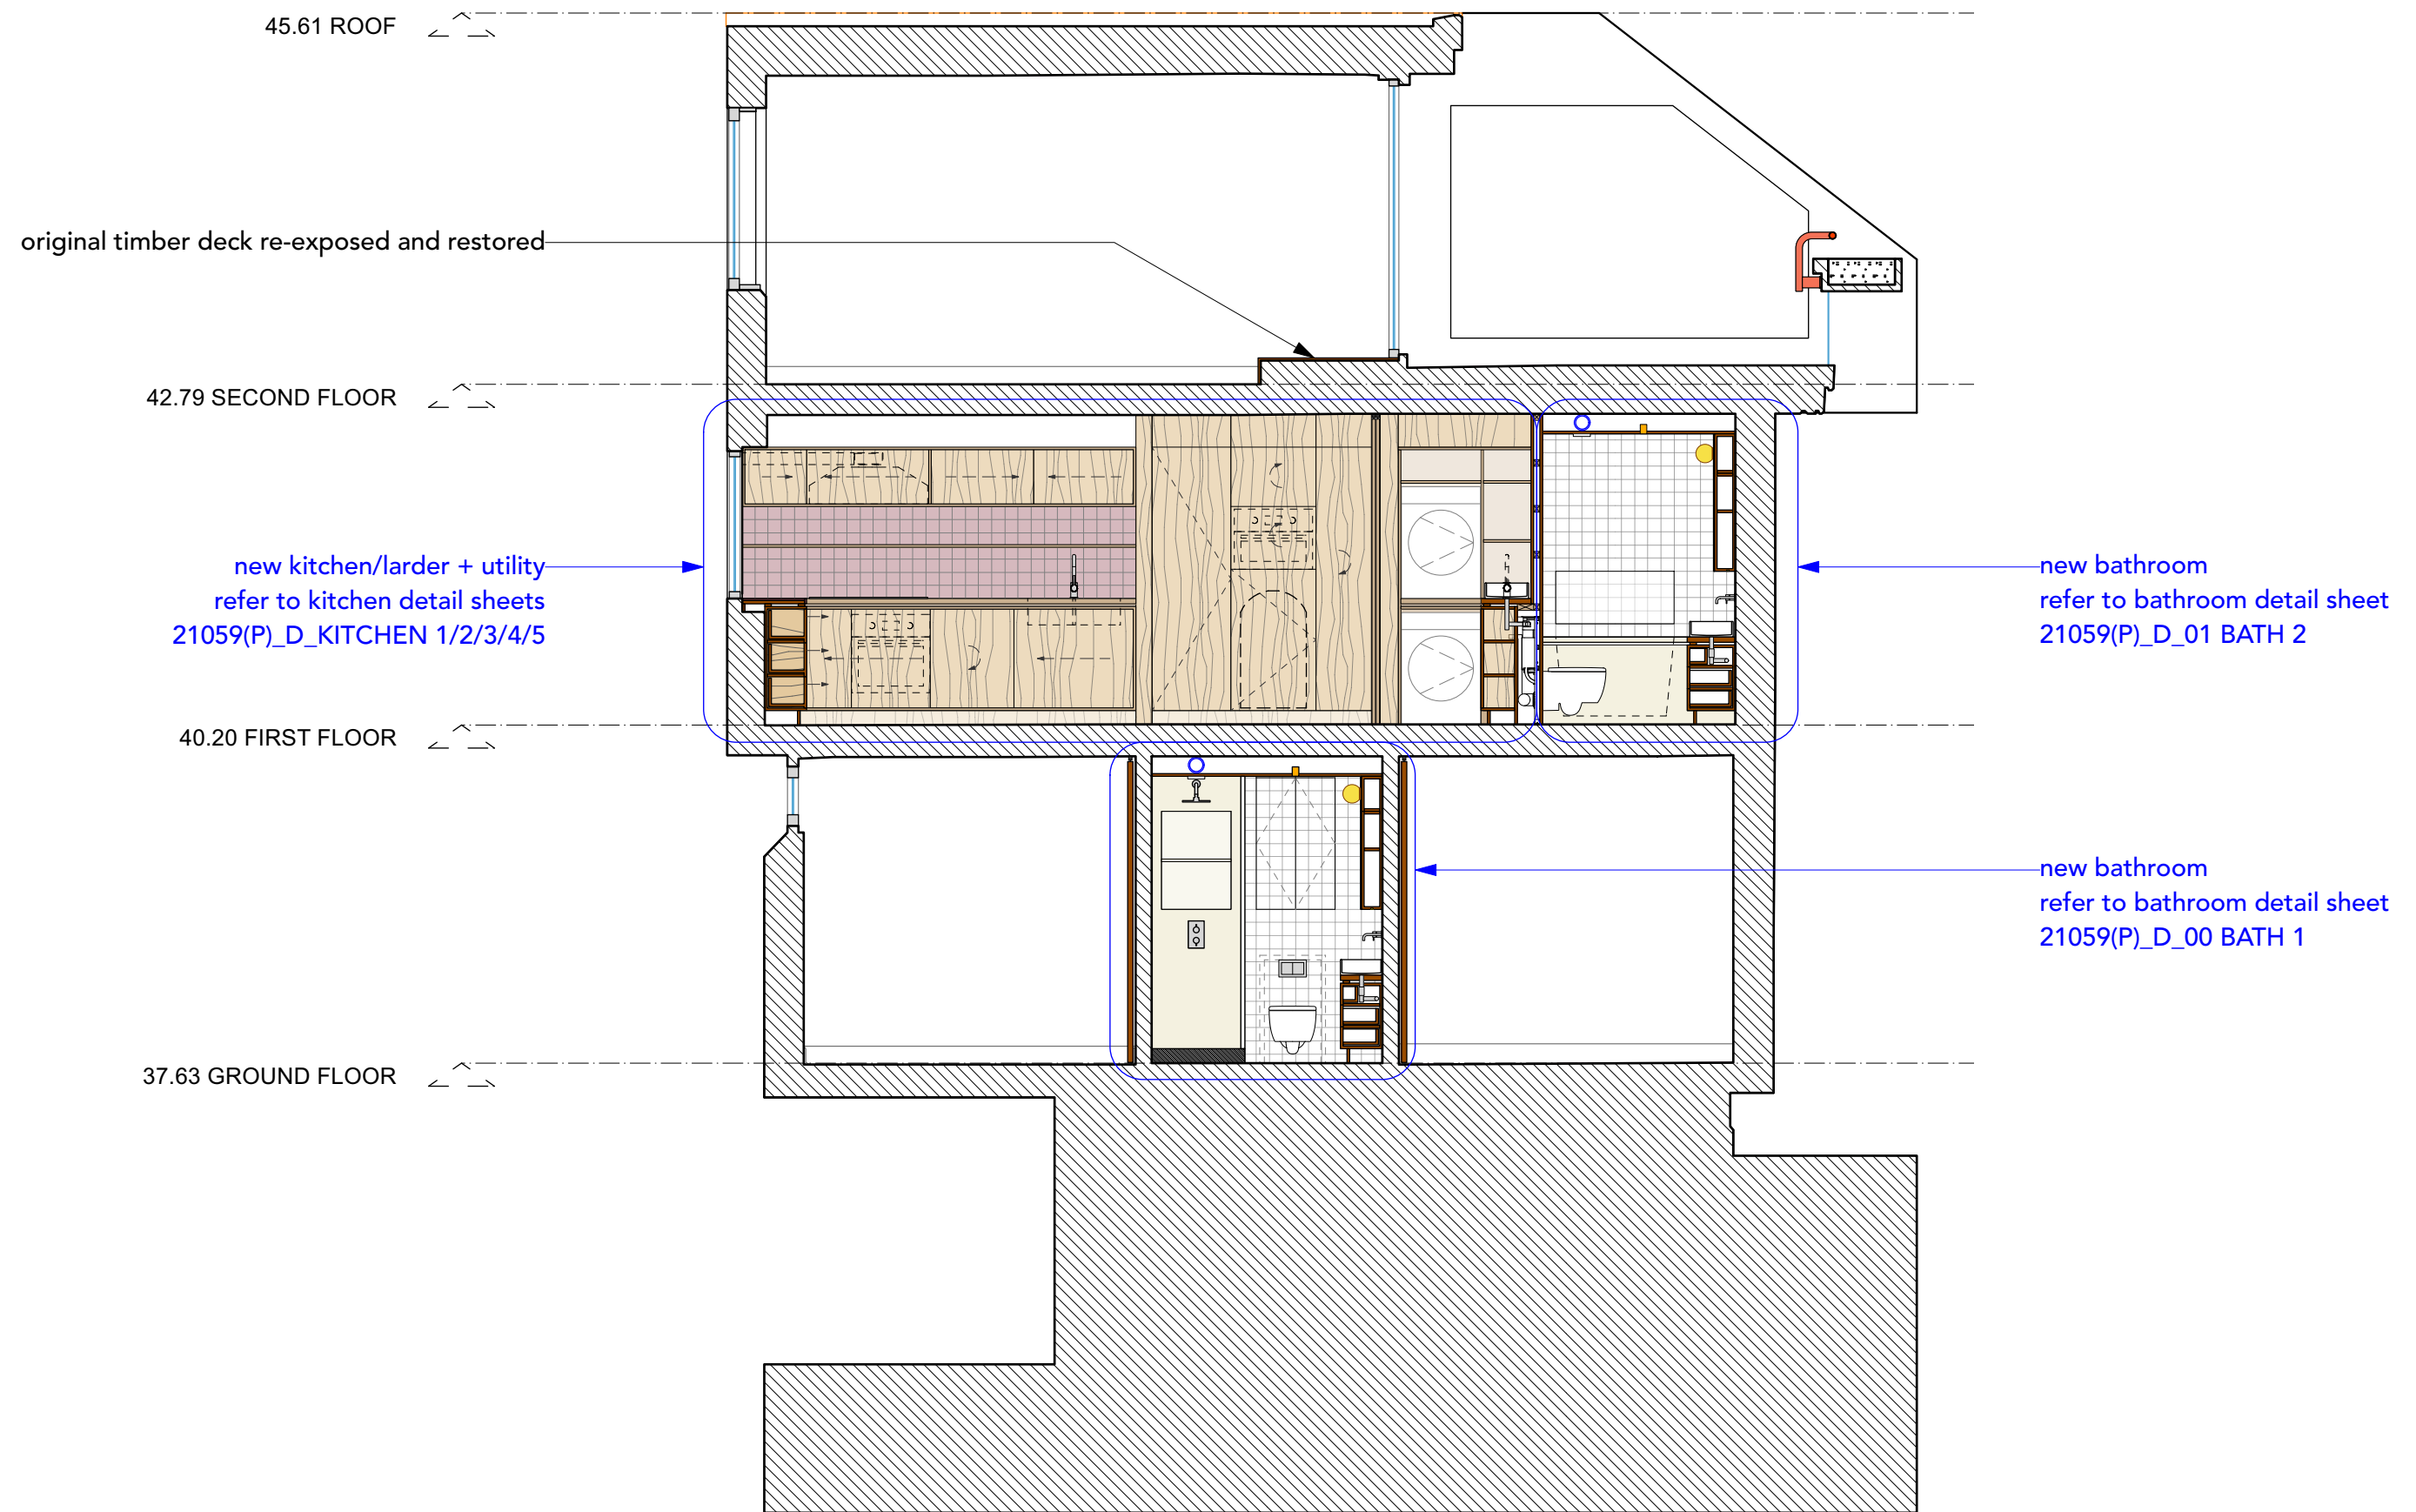 45.61 ROOF
original timber deck re-exposed and restored
42.79 SECOND FLOOR
new kitchen/larder + utility
refer to kitchen detail sheets
21059(P)_D_KITCHEN 1/2/3/4/5
new bathroom
refer to bathroom detail sheet
21059(P)_D_01 BATH 2
40.20 FIRST FLOOR
new bathroom
refer to bathroom detail sheet
21059(P)_D_00 BATH 1
37.63 GROUND FLOOR